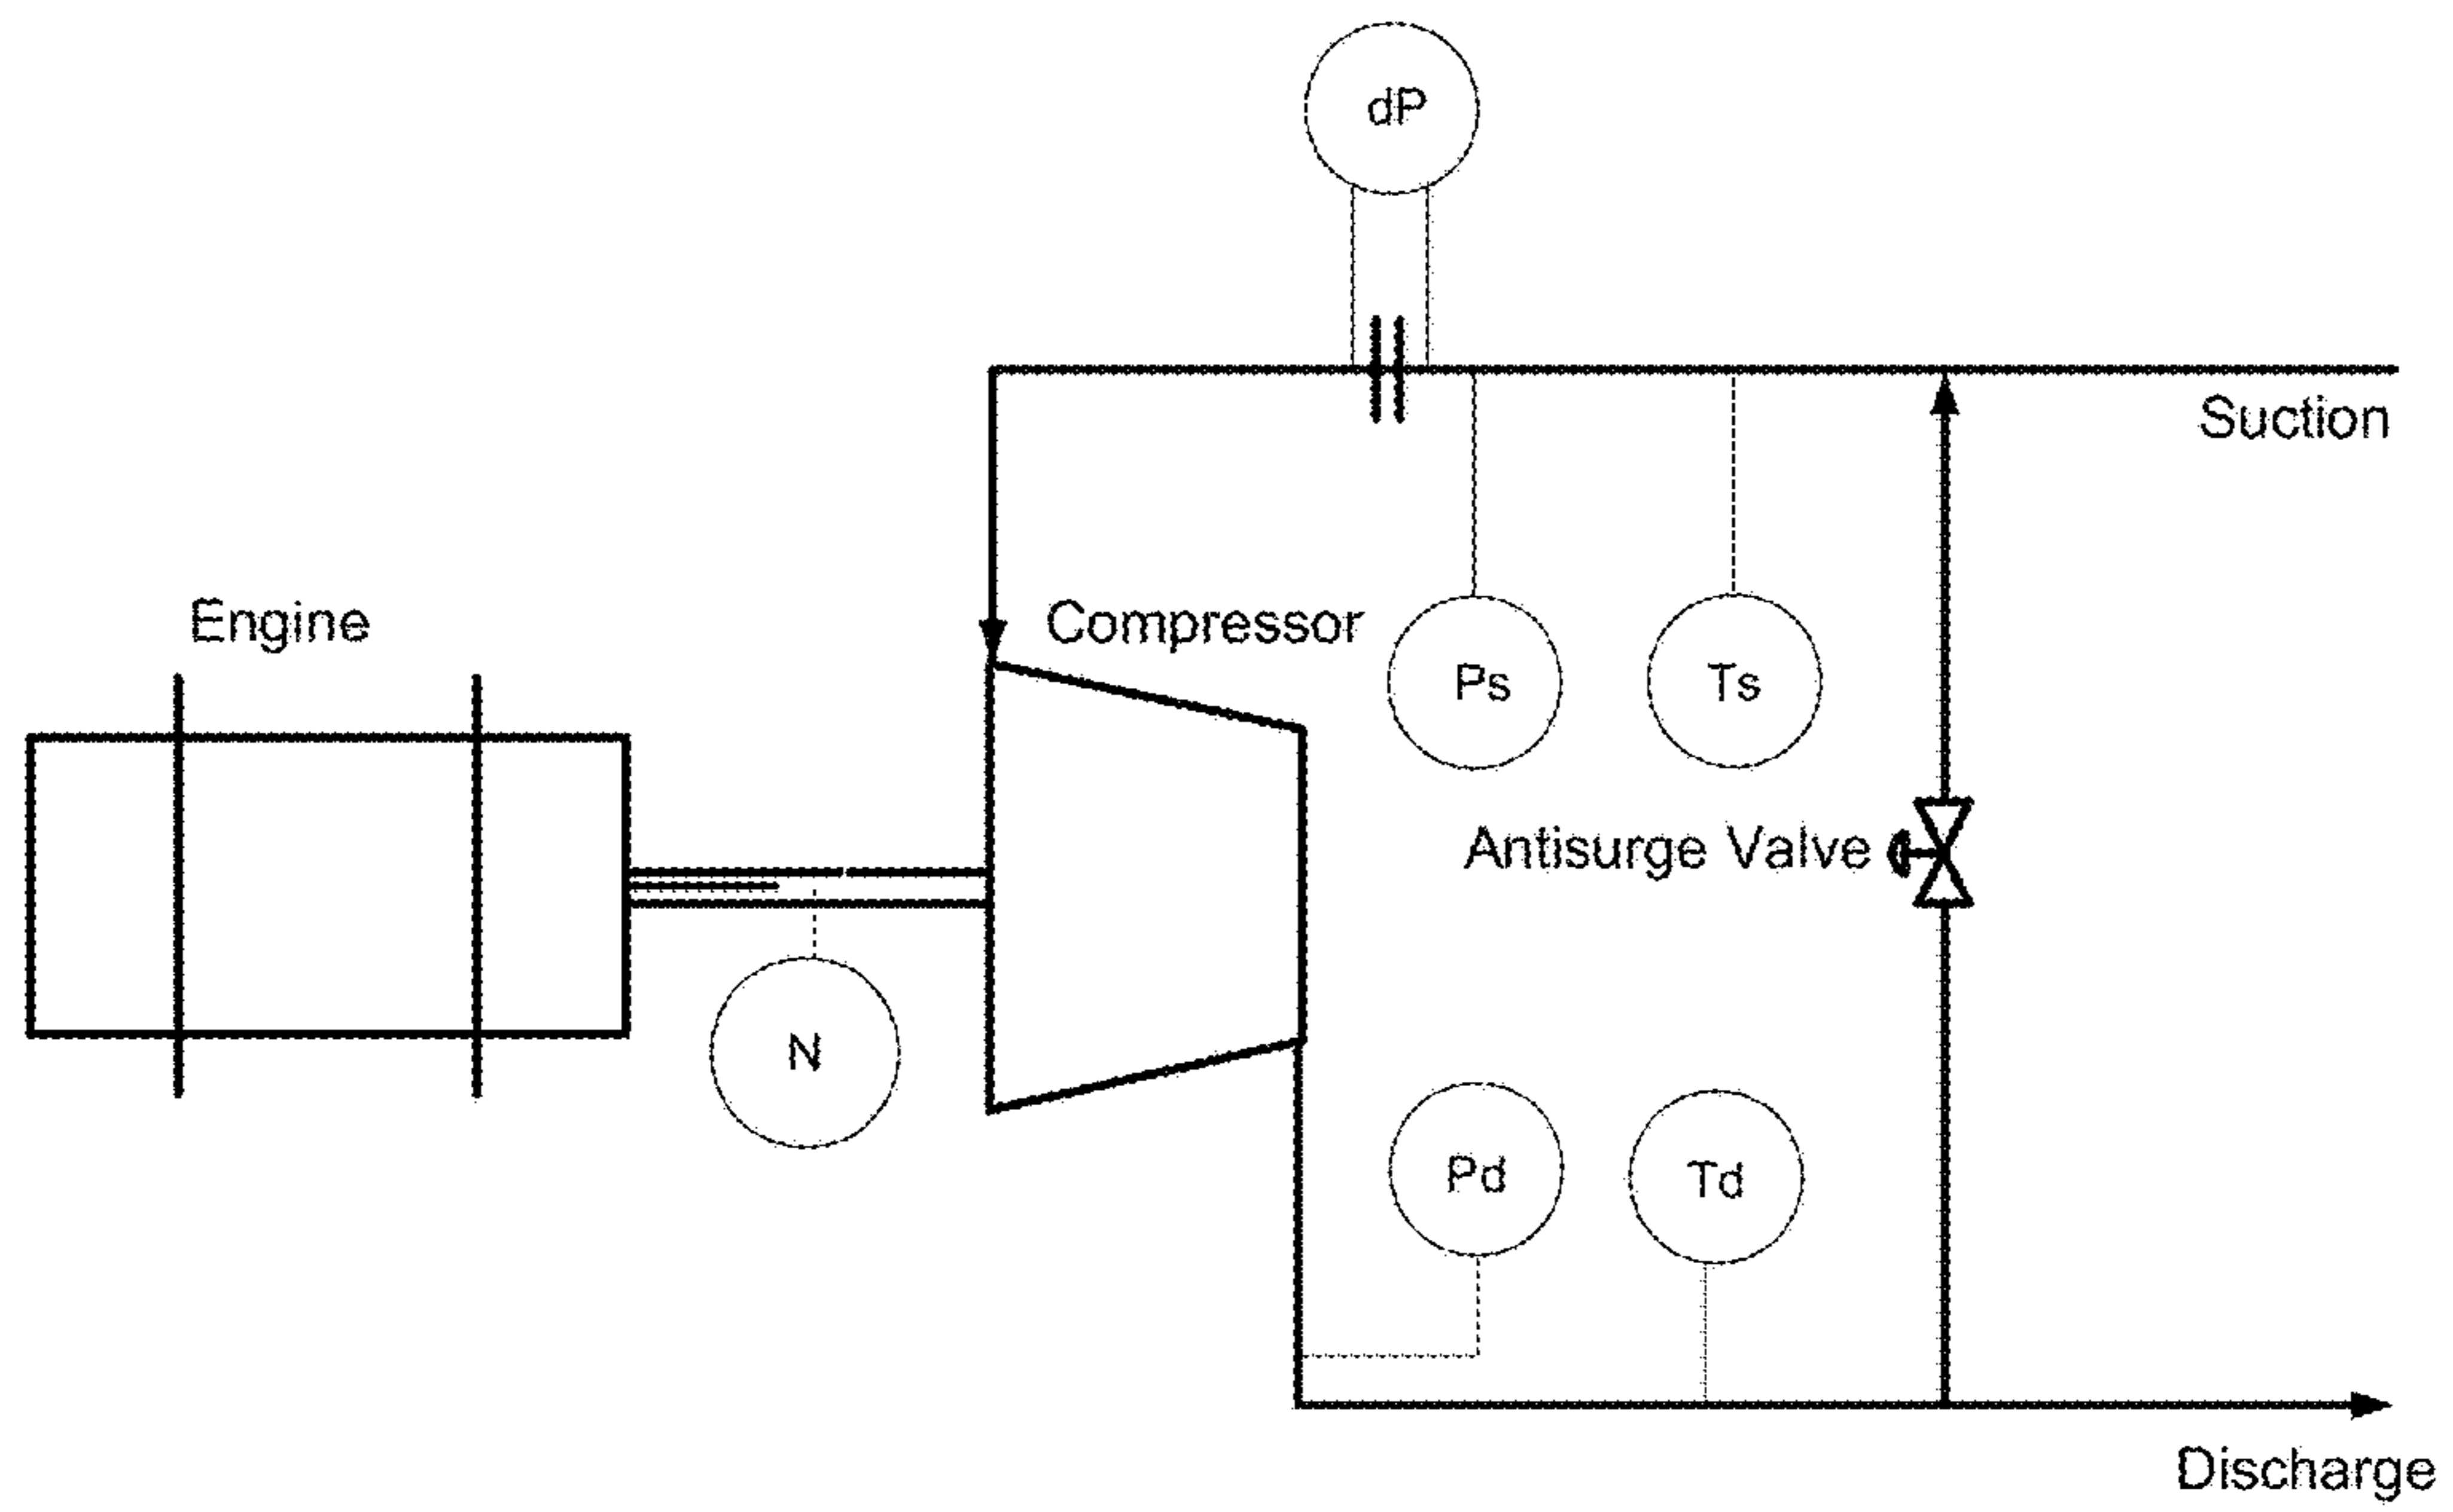 dP
Suction
Engine
Compressor
Ps
Ts
Antisurge Valve
N
Pd
Td
Discharge